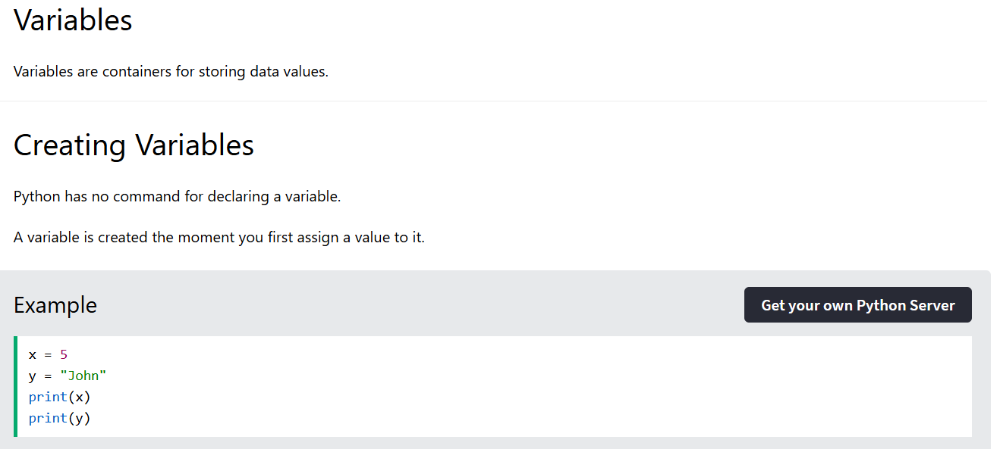 Variables
Variables are containers for storing data values.
Creating Variables
Python has no command for declaring a variable.
A variable is created the moment you first assign a value to it.
Example
Get your own Python Server
x = 5
y = "John"
print(x)
print(y)